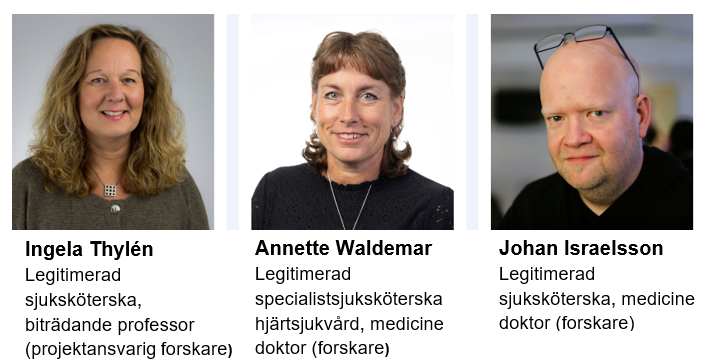 Ingela Thylén
Legitimerad
sjuksköterska,
biträdande professor
(projektansvarig forskare)
Annette Waldemar
Legitimerad
specialistsjuksköterska
hjärtsjukvård, medicine
doktor (forskare)
Johan Israelsson
Legitimerad
sjuksköterska, medicine
doktor (forskare)